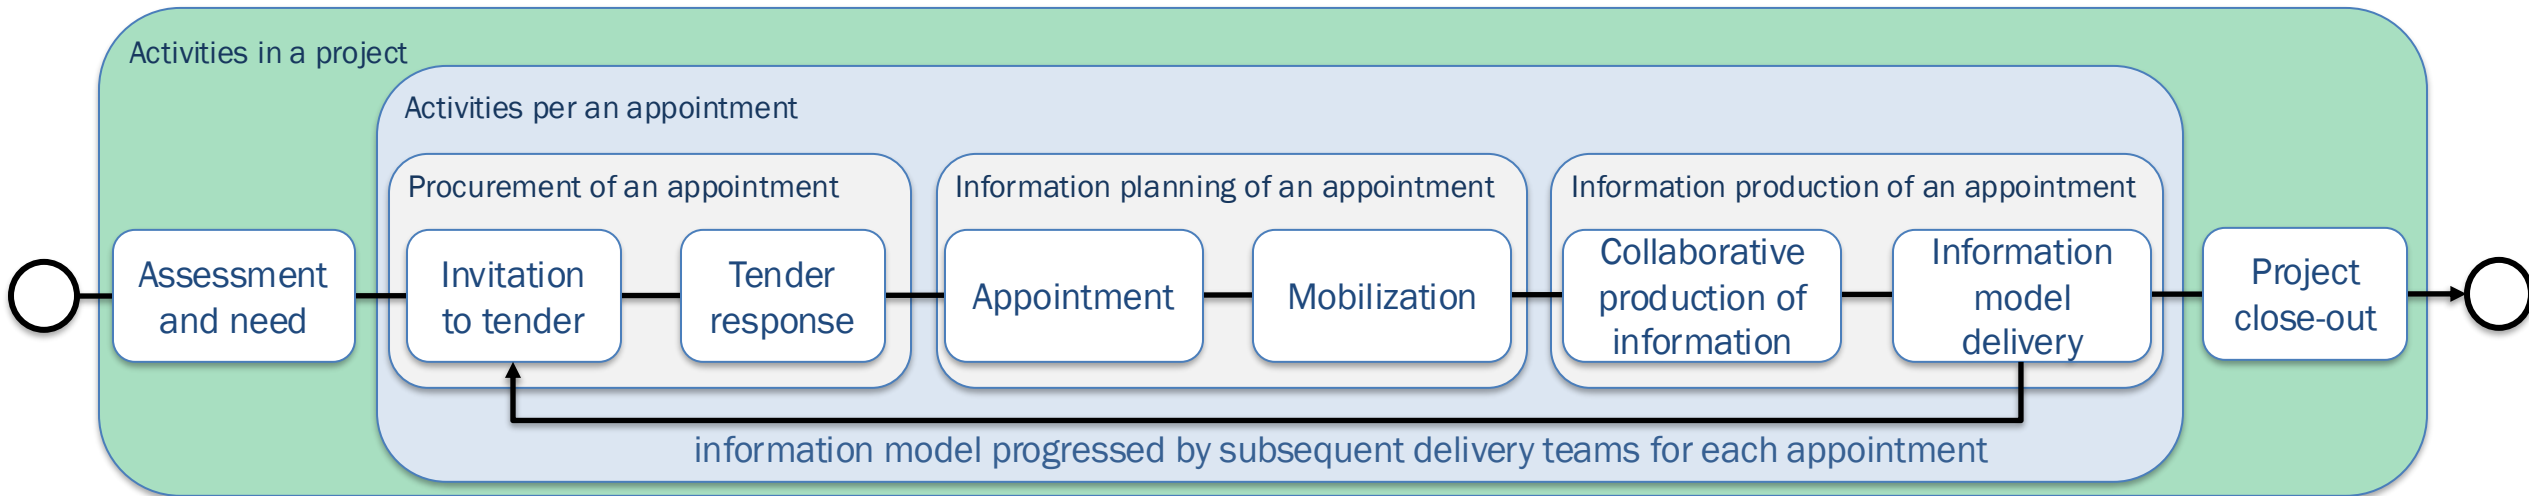 Activities in a project
Activities per an appointment
Procurement of an appointment
Information planning of an appointment
Information production of an appointment
Assessment
and need
Invitation
to tender
Tender
response
Appointment
Mobilization
Collaborative
production of
information
Information
model
delivery
Project
close-out
information model progressed by subsequent delivery teams for each appointment